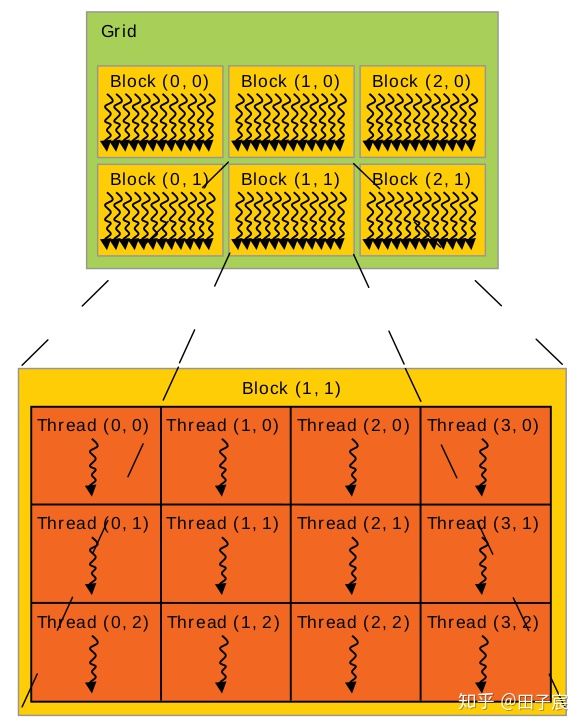 Grid
Block (0, 0) Block (1, 0) Block (2, 0)
Block (0, 1) Block (1, 1) Block (2, 1)
Block (1, 1)
Thread (0, 0) Thread (1, 0) Thread (2, 0) Thread (3, 0)
Thread (0, 1) Thread (1, 1) Thread (2, 1) Thread (3, 1)
Thread (0, 2) Thread (1, 2) Thread (2, 2) Thread (3, 2)
知乎 @田子宸